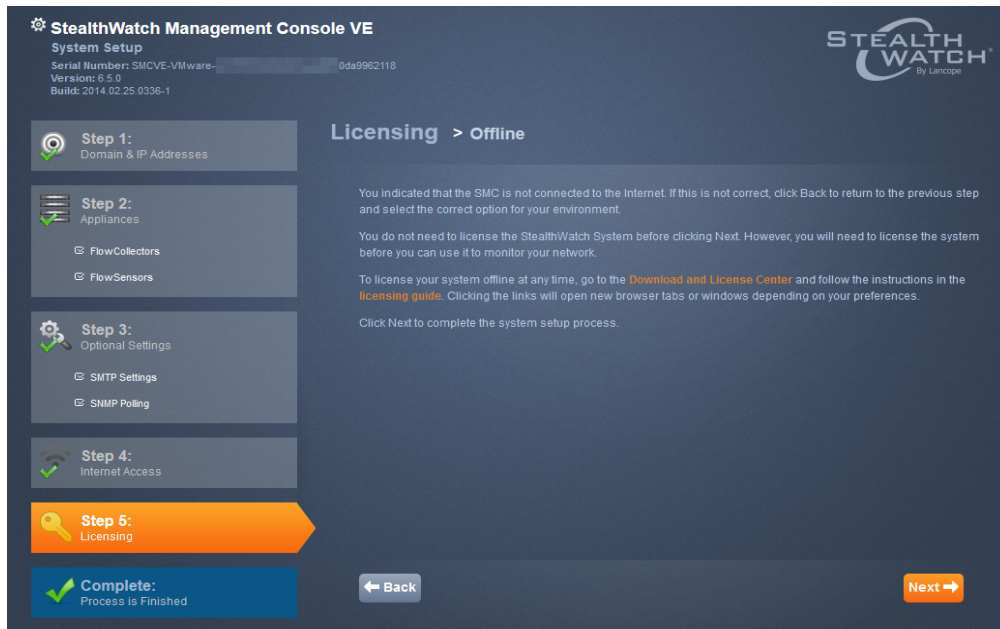 StealthWatch Management Console VE
System Setup
Serial Number: SMCVE-VMware-
0da9962118
Version: 6.5.0
Build: 2014.02.25.0336-1
STEALTH
WATCH
By Lancope
Step 1:
Domain & IP Addresses
Step 2:
Appliances
FlowCollectors
FlowSensors
Step 3:
Optional Settings
SMTP Settings
SNMP Polling
Step 4:
Internet Access
Step 5:
Licensing
Complete:
Process is Finished
Licensing > Offline
You indicated that the SMC is not connected to the Internet. If this is not correct, click Back to return to the previous step
and select the correct option for your environment.
You do not need to license the StealthWatch System before clicking Next. However, you will need to license the system
before you can use it to monitor your network.
To license your system offline at any time, go to the Download and License Center and follow the instructions in the
licensing guide. Clicking the links will open new browser tabs or windows depending on your preferences.
Click Next to complete the system setup process.
Back
Next